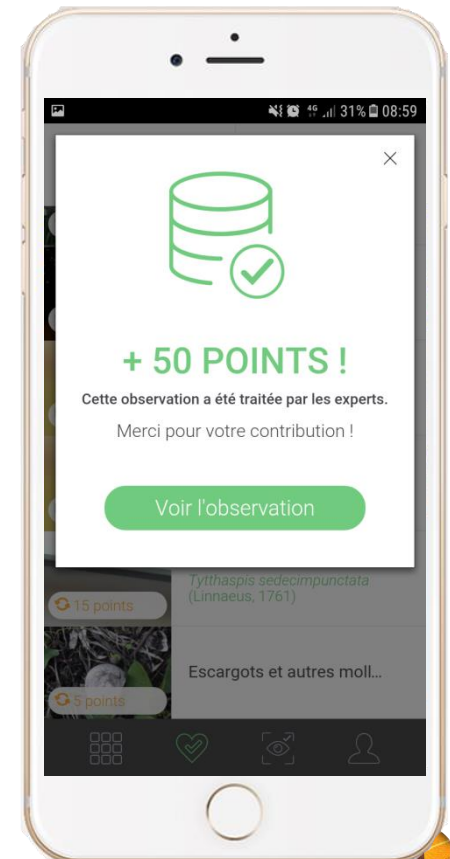 4G 31% 08:59
+ 50 POINTS !
Cette observation a été traitée par les experts.
Merci pour votre contribution !
Voir l'observation
Tytthaspis sedecimpunctata
(Linnaeus, 1761)
15 points
Escargots et autres moll...
5 points